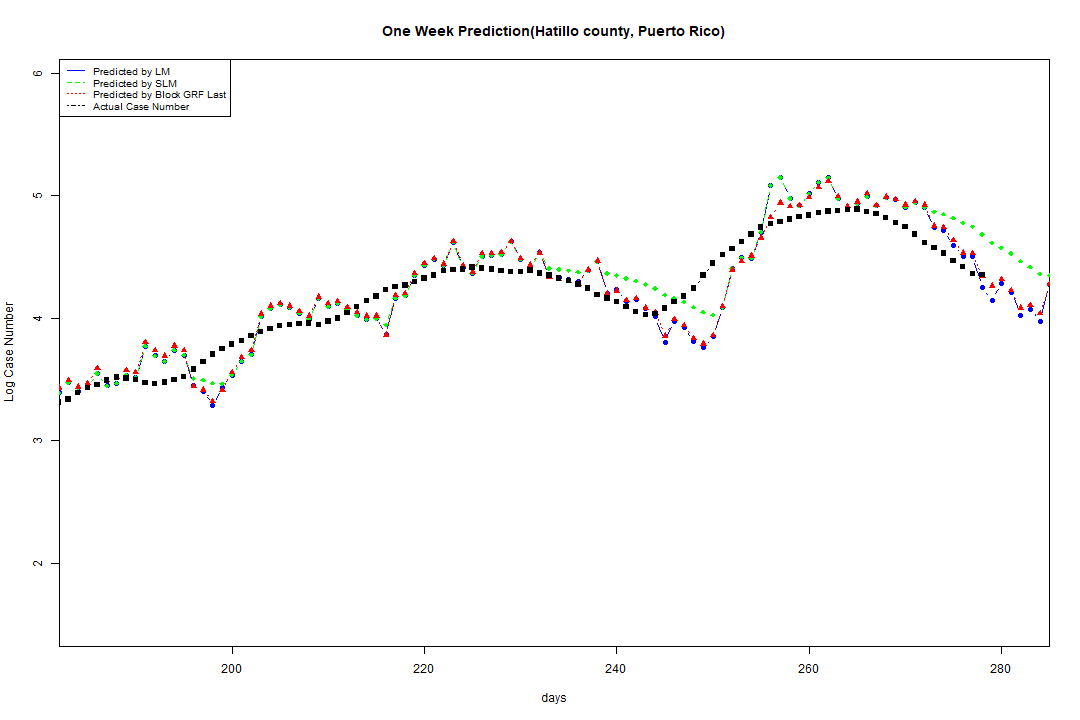 One Week Prediction(Hatillo county, Puerto Rico)
Predicted by LM
Predicted by SLM
Predicted by Block GRF Last
Actual Case Number
6
5
4
3
2
Log Case Number
200
220
240
260
280
days